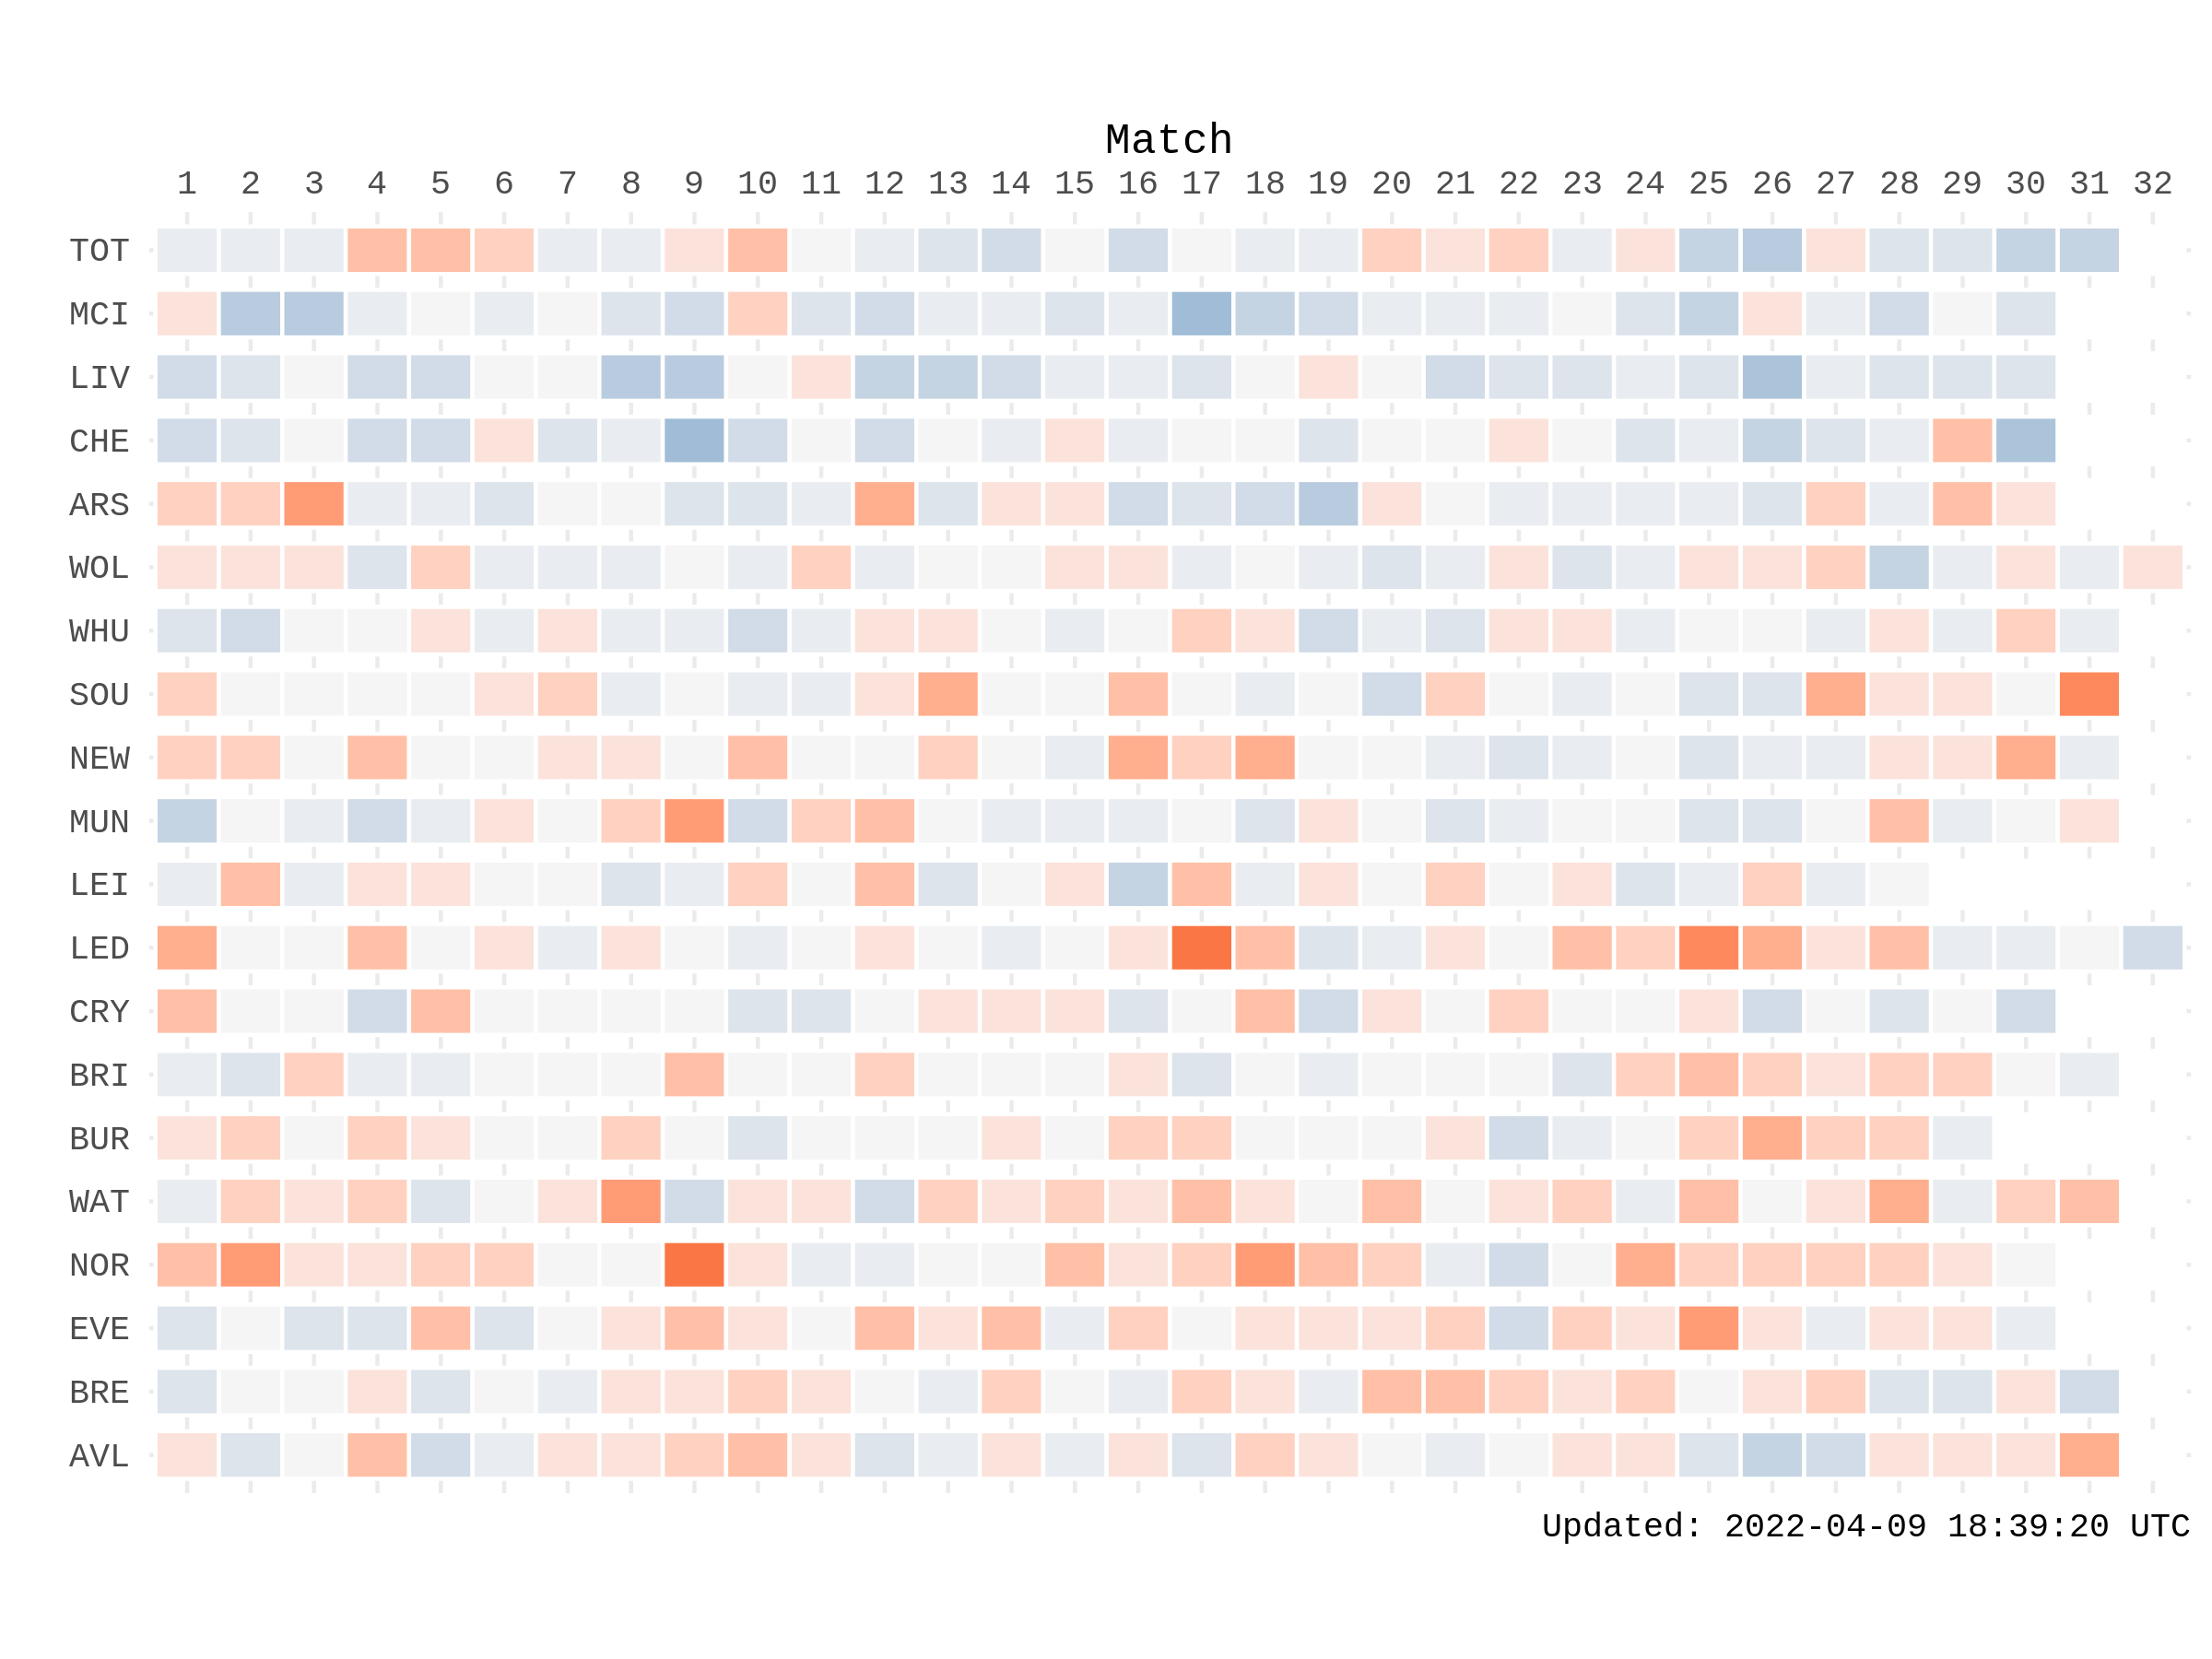 Match
1 2 3 4 5 6 7 8 9 10 11 12 13 14 15 16 17 18 19 20 21 22 23 24 25 26 27 28 29 30 31 32
TOT
MCI
LIV
CHE
ARS
WOL
WHU
SOU
NEW
MUN
LEI
LED
CRY
BRI
BUR
WAT
NOR
EVE
BRE
AVL
Updated: 2022-04-09 18:39:20 UTC